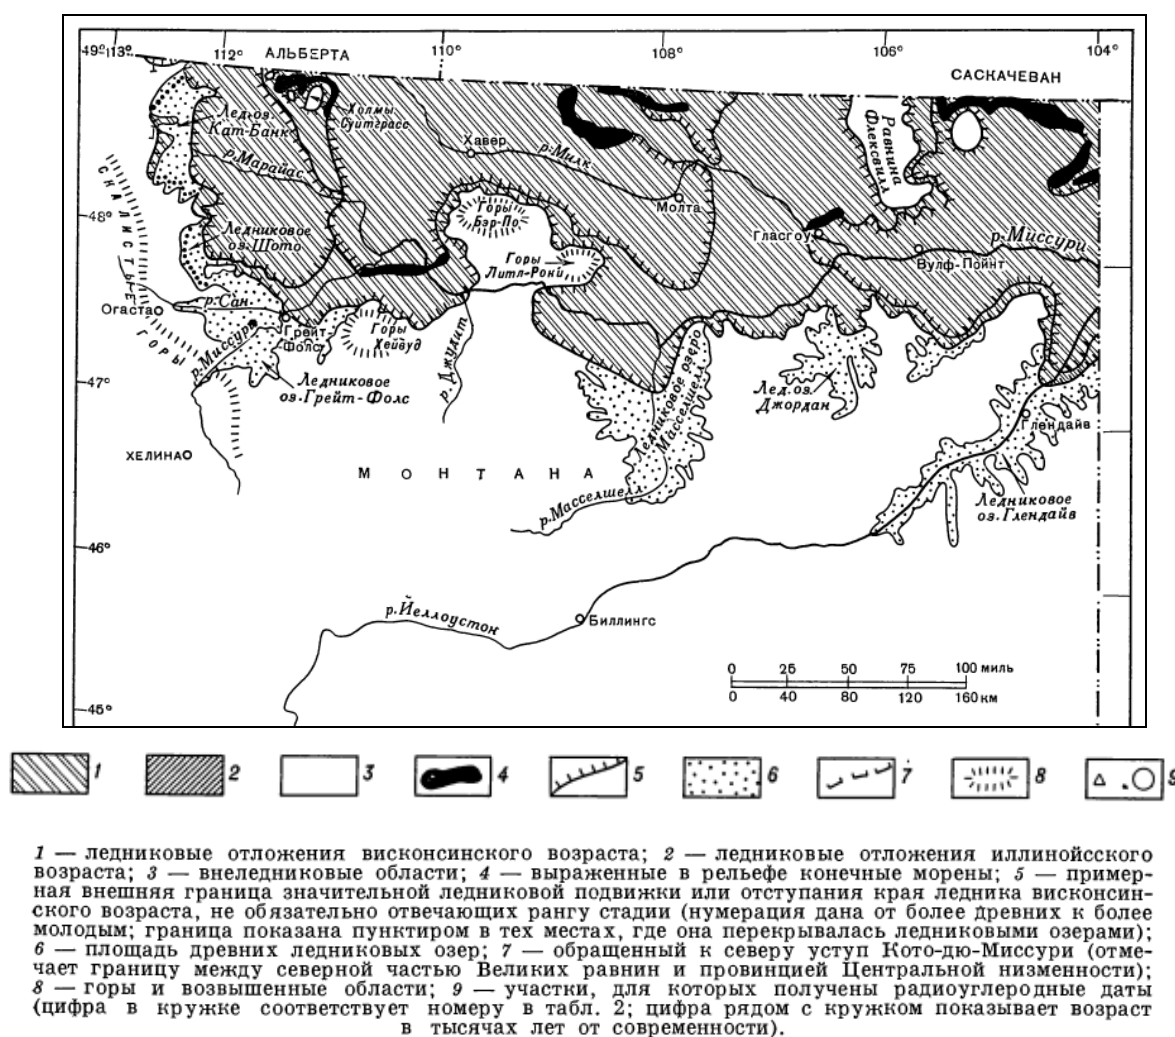 49° 113° 112° АЛЬБЕРТА 110° 108° 106° 104°
САСКАЧЕВАН
Лед. оз.
Кат-Банк
Холмы
Суитграсс
Хавер
р. Милк
Равнина
Флексвилл
р. Марайас
СКАЛИСТЫЕ ГОРЫ
48°
Горы
Бэр-По
Молта
Ледниковое
оз. Шото
Гласгоу
р. Миссури
Вулф-Пойнт
Горы
Литл-Роки
р. Сан
Огаста
Грейт-
Фолс
Горы
Хейвуд
р. Миссури
р. Джудит
Ледниковое озеро
Масселшелл
47°
Ледниковое
оз. Грейт-Фолс
Лед. оз.
Джордан
Глендайв
ХЕЛИНА
МОНТАНА
р. Масселшелл
Ледниковое
оз. Глендайв
46°
р. Йеллоустон
Биллингс
0 25 50 75 100 миль
0 40 80 120 160 км
45°
1 2 3 4 5 6 7 8 9
1 — ледниковые отложения висконсинского возраста; 2 — ледниковые отложения иллинойсского
возраста; 3 — внеледниковые области; 4 — выраженные в рельефе конечные морены; 5 — пример-
ная внешняя граница значительной ледниковой подвижки или отступания края ледника висконсин-
ского возраста, не обязательно отвечающих рангу стадии (нумерация дана от более древних к более
молодым; граница показана пунктиром в тех местах, где она перекрывалась ледниковыми озерами);
6 — площадь древних ледниковых озер; 7 — обращенный к северу уступ Кото-дю-Миссури (отме-
чает границу между северной частью Великих равнин и провинцией Центральной низменности);
8 — горы и возвышенные области; 9 — участки, для которых получены радиоуглеродные даты
(цифра в кружке соответствует номеру в табл. 2; цифра рядом с кружком показывает возраст
в тысячах лет от современности).